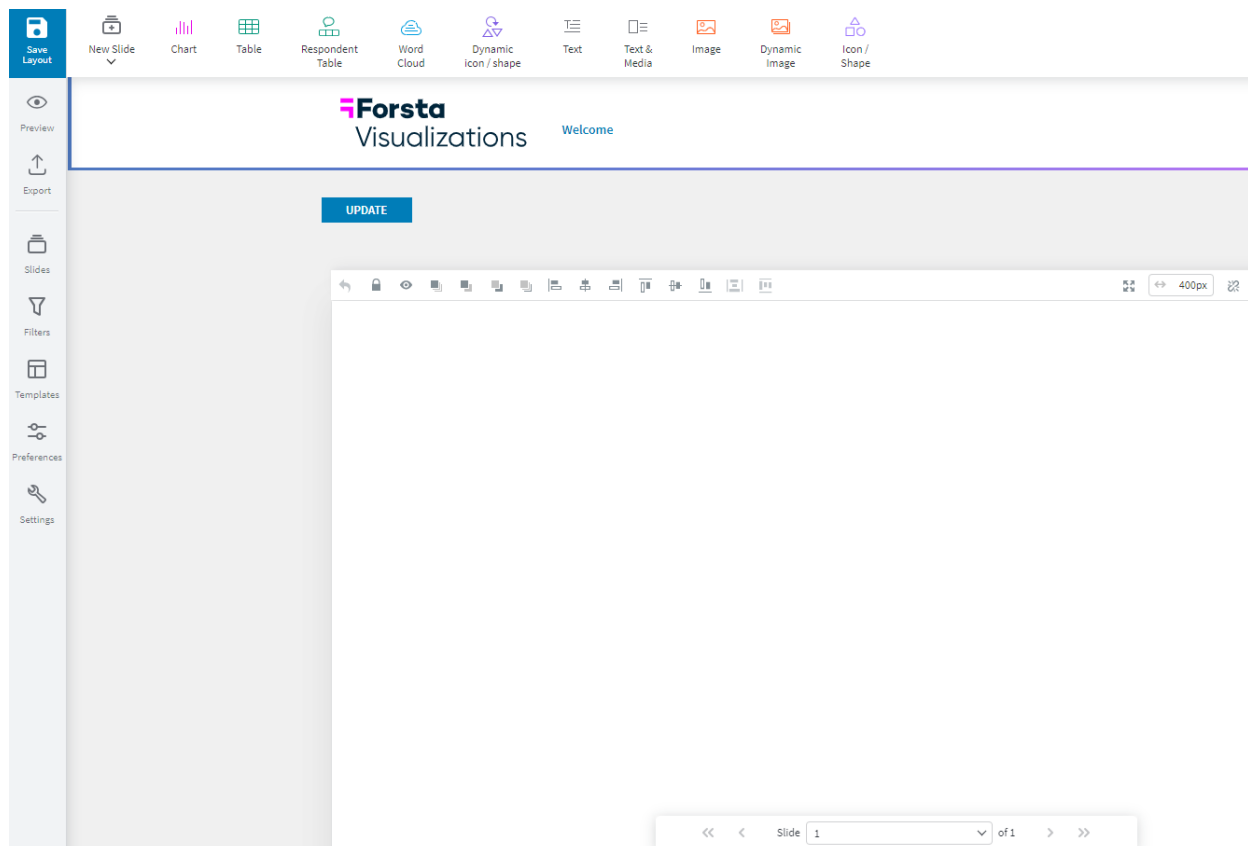 Save
Layout
New Slide
Chart
Table
Respondent
Table
Word
Cloud
Dynamic
icon / shape
Text
Text &
Media
Image
Dynamic
Image
Icon /
Shape
Preview
Export
Slides
Filters
Templates
Preferences
Settings
Forsta
Visualizations
Welcome
UPDATE
400px
Slide 1 of 1